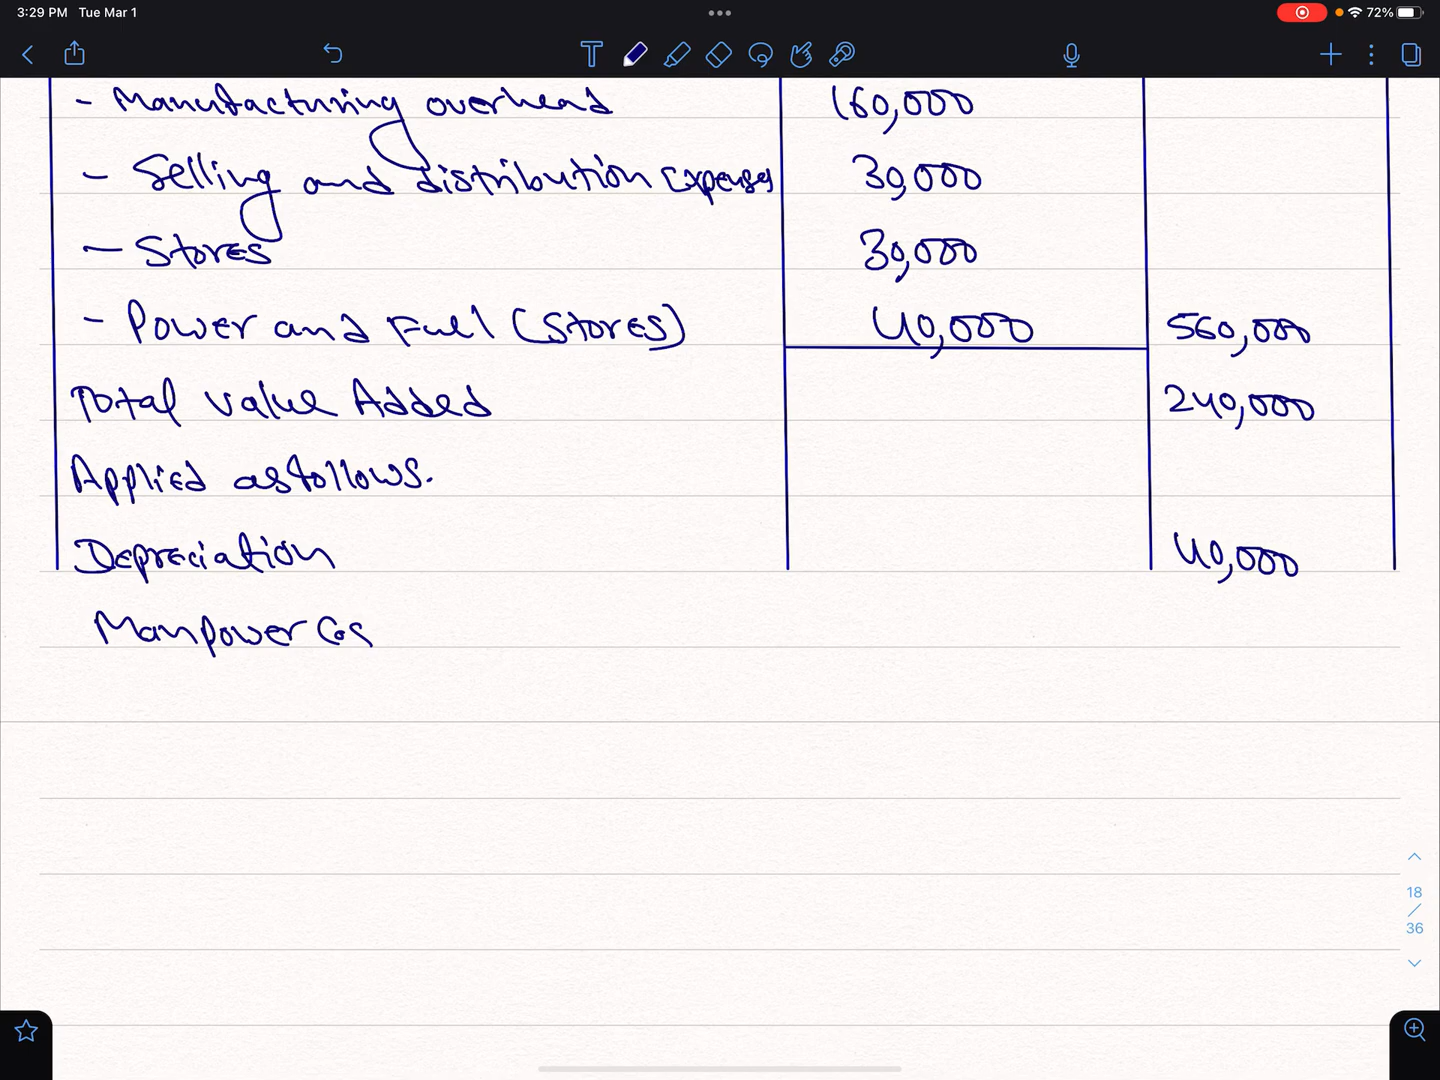 3:29 PM Tue Mar 1
72%
- Manufacturing overhead 160,000
- Selling and distribution Expenses 30,000
- Stores 30,000
- Power and Fuel (Stores) 40,000 560,000
Total Value Added 240,000
Applied as follows.
Depreciation 40,000
Manpower Cos
18
/
36